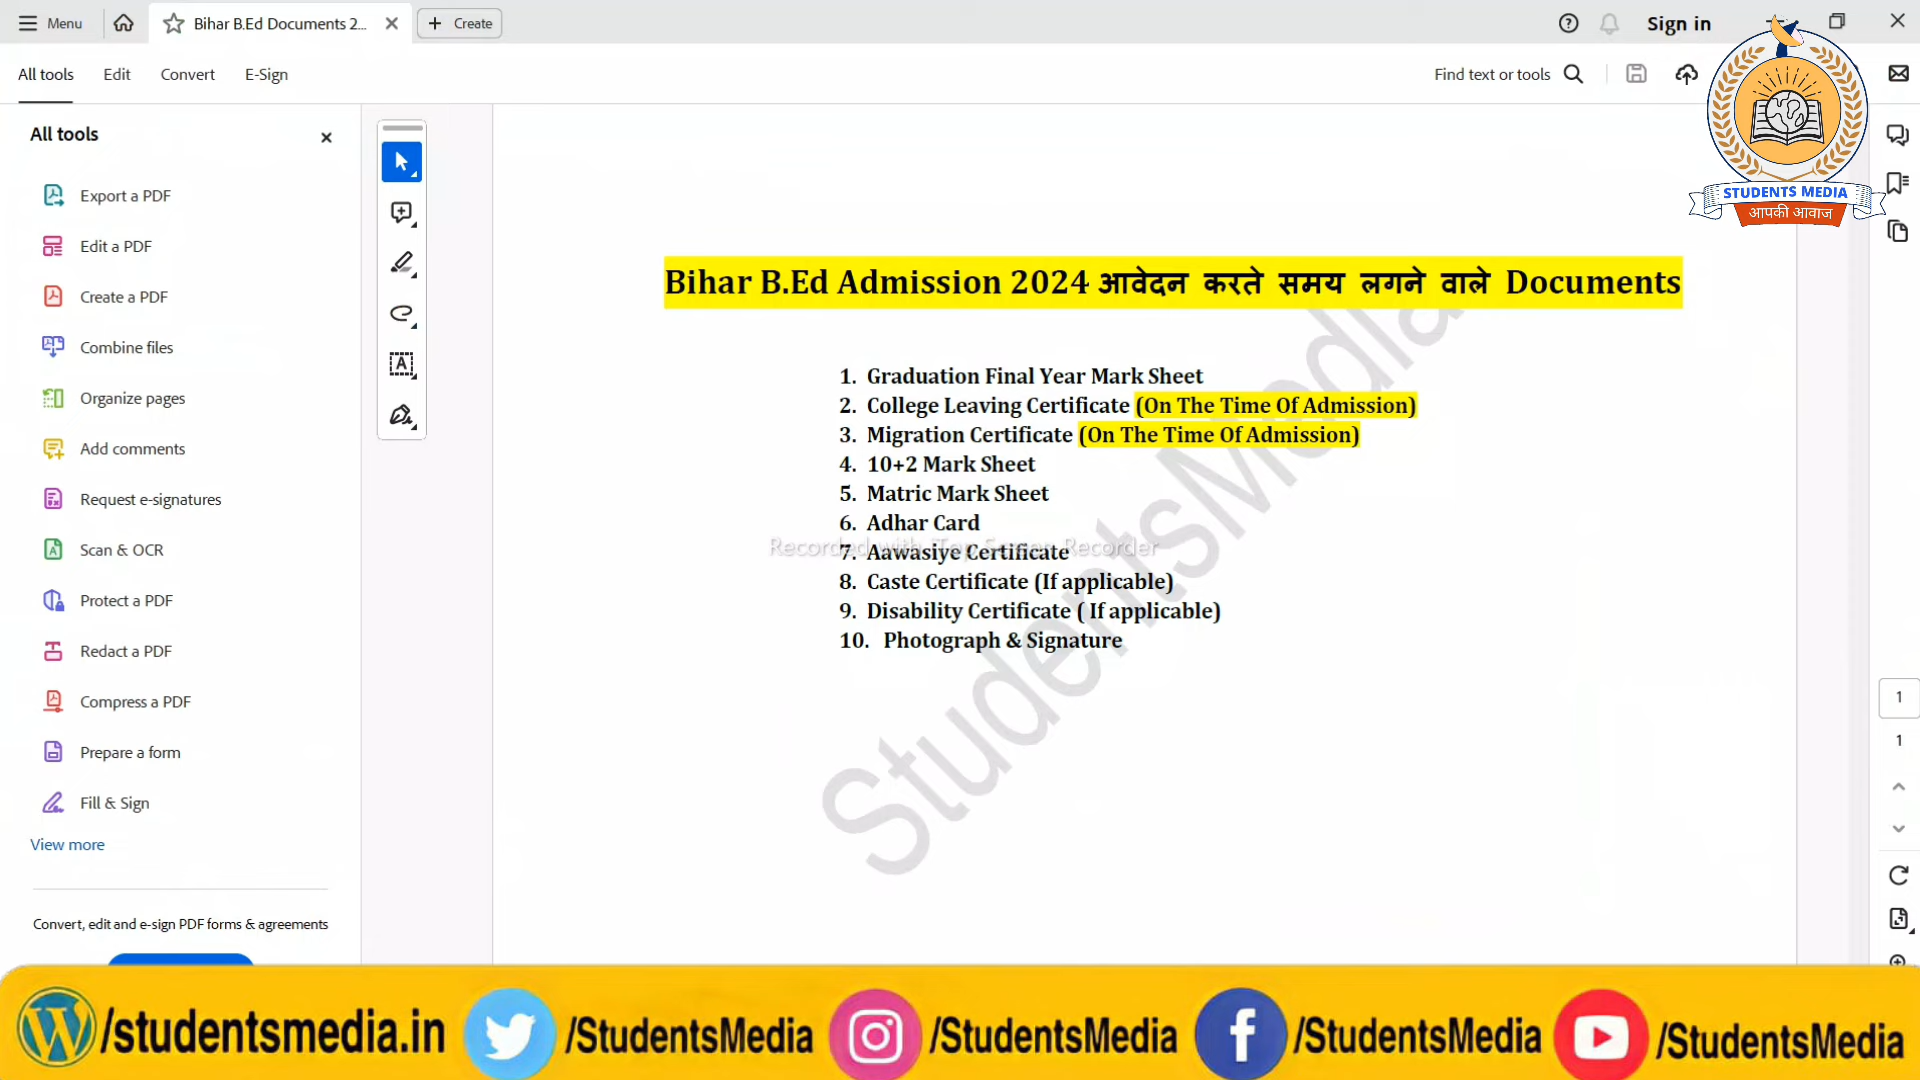 Menu
Bihar B.Ed Documents 2...
Create
Sign in
All tools
Edit
Convert
E-Sign
Find text or tools
STUDENTS MEDIA
आपकी आवाज
All tools
Export a PDF
Edit a PDF
Create a PDF
Combine files
Organize pages
Add comments
Request e-signatures
Scan & OCR
Protect a PDF
Redact a PDF
Compress a PDF
Prepare a form
Fill & Sign
View more
Convert, edit and e-sign PDF forms & agreements
Bihar B.Ed Admission 2024 आवेदन करते समय लगने वाले Documents
1. Graduation Final Year Mark Sheet
2. College Leaving Certificate (On The Time Of Admission)
3. Migration Certificate (On The Time Of Admission)
4. 10+2 Mark Sheet
5. Matric Mark Sheet
6. Adhar Card
7. Aawasiye Certificate
8. Caste Certificate (If applicable)
9. Disability Certificate ( If applicable)
10. Photograph & Signature
StudentsMedia
Recorded with iTop Screen Recorder
1
1
/studentsmedia.in
/StudentsMedia
/StudentsMedia
/StudentsMedia
/StudentsMedia